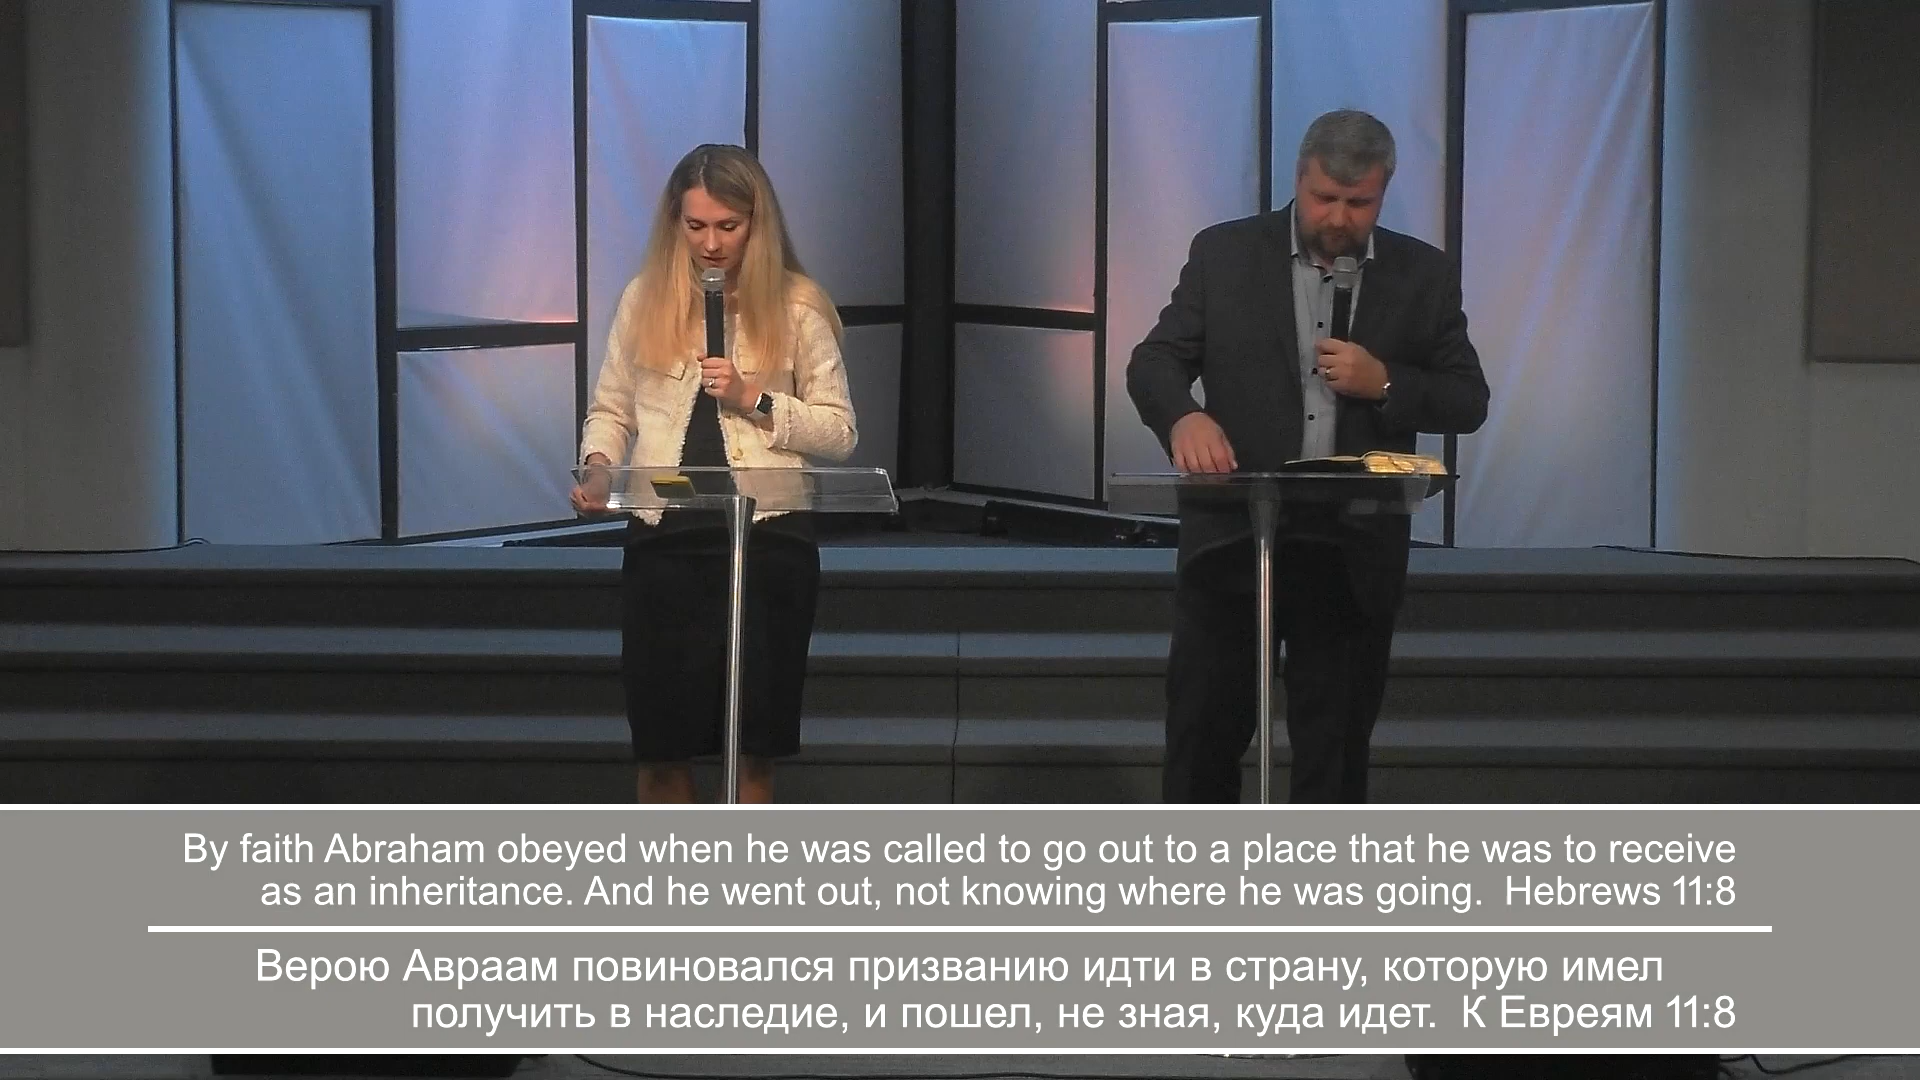 By faith Abraham obeyed when he was called to go out to a place that he was to receive
as an inheritance. And he went out, not knowing where he was going.  Hebrews 11:8
Верою Авраам повиновался призванию идти в страну, которую имел
получить в наследие, и пошел, не зная, куда идет.  К Евреям 11:8